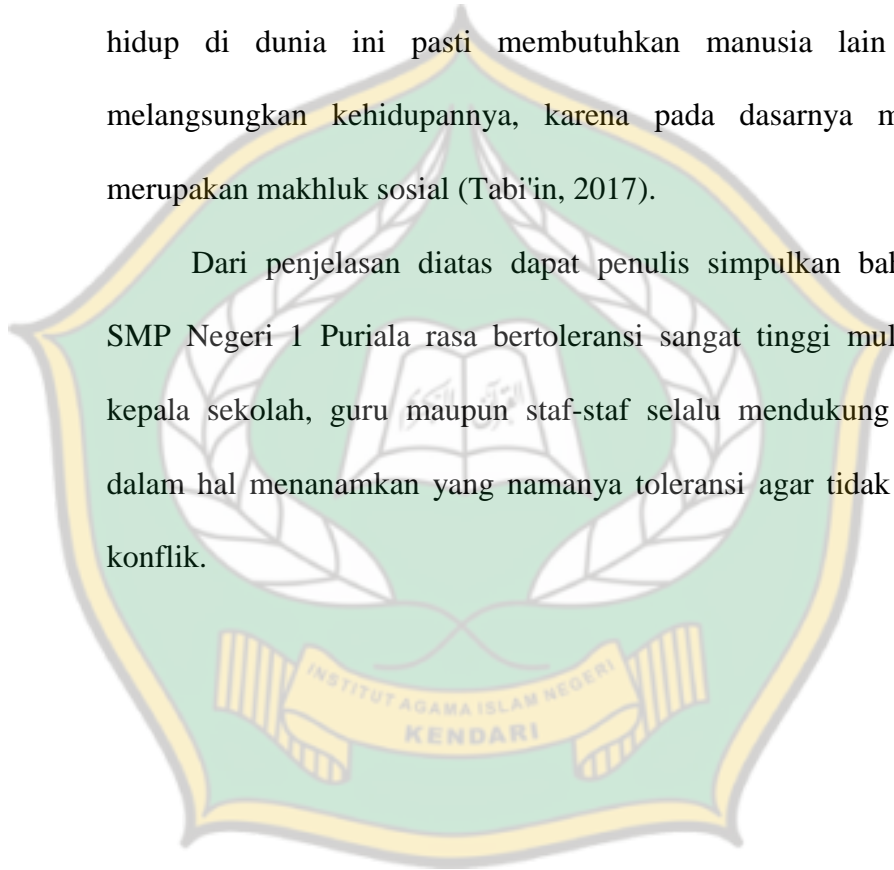 hidup di dunia ini pasti membutuhkan manusia lain
melangsungkan kehidupannya, karena pada dasarnya m
merupakan makhluk sosial (Tabi'in, 2017).
Dari penjelasan diatas dapat penulis simpulkan bal
SMP Negeri 1 Puriala rasa bertoleransi sangat tinggi mul
kepala sekolah, guru maupun staf-staf selalu mendukung
dalam hal menanamkan yang namanya toleransi agar tidak
konflik.
INSTITUT AGAMA ISLAM NEGERI
KENDARI